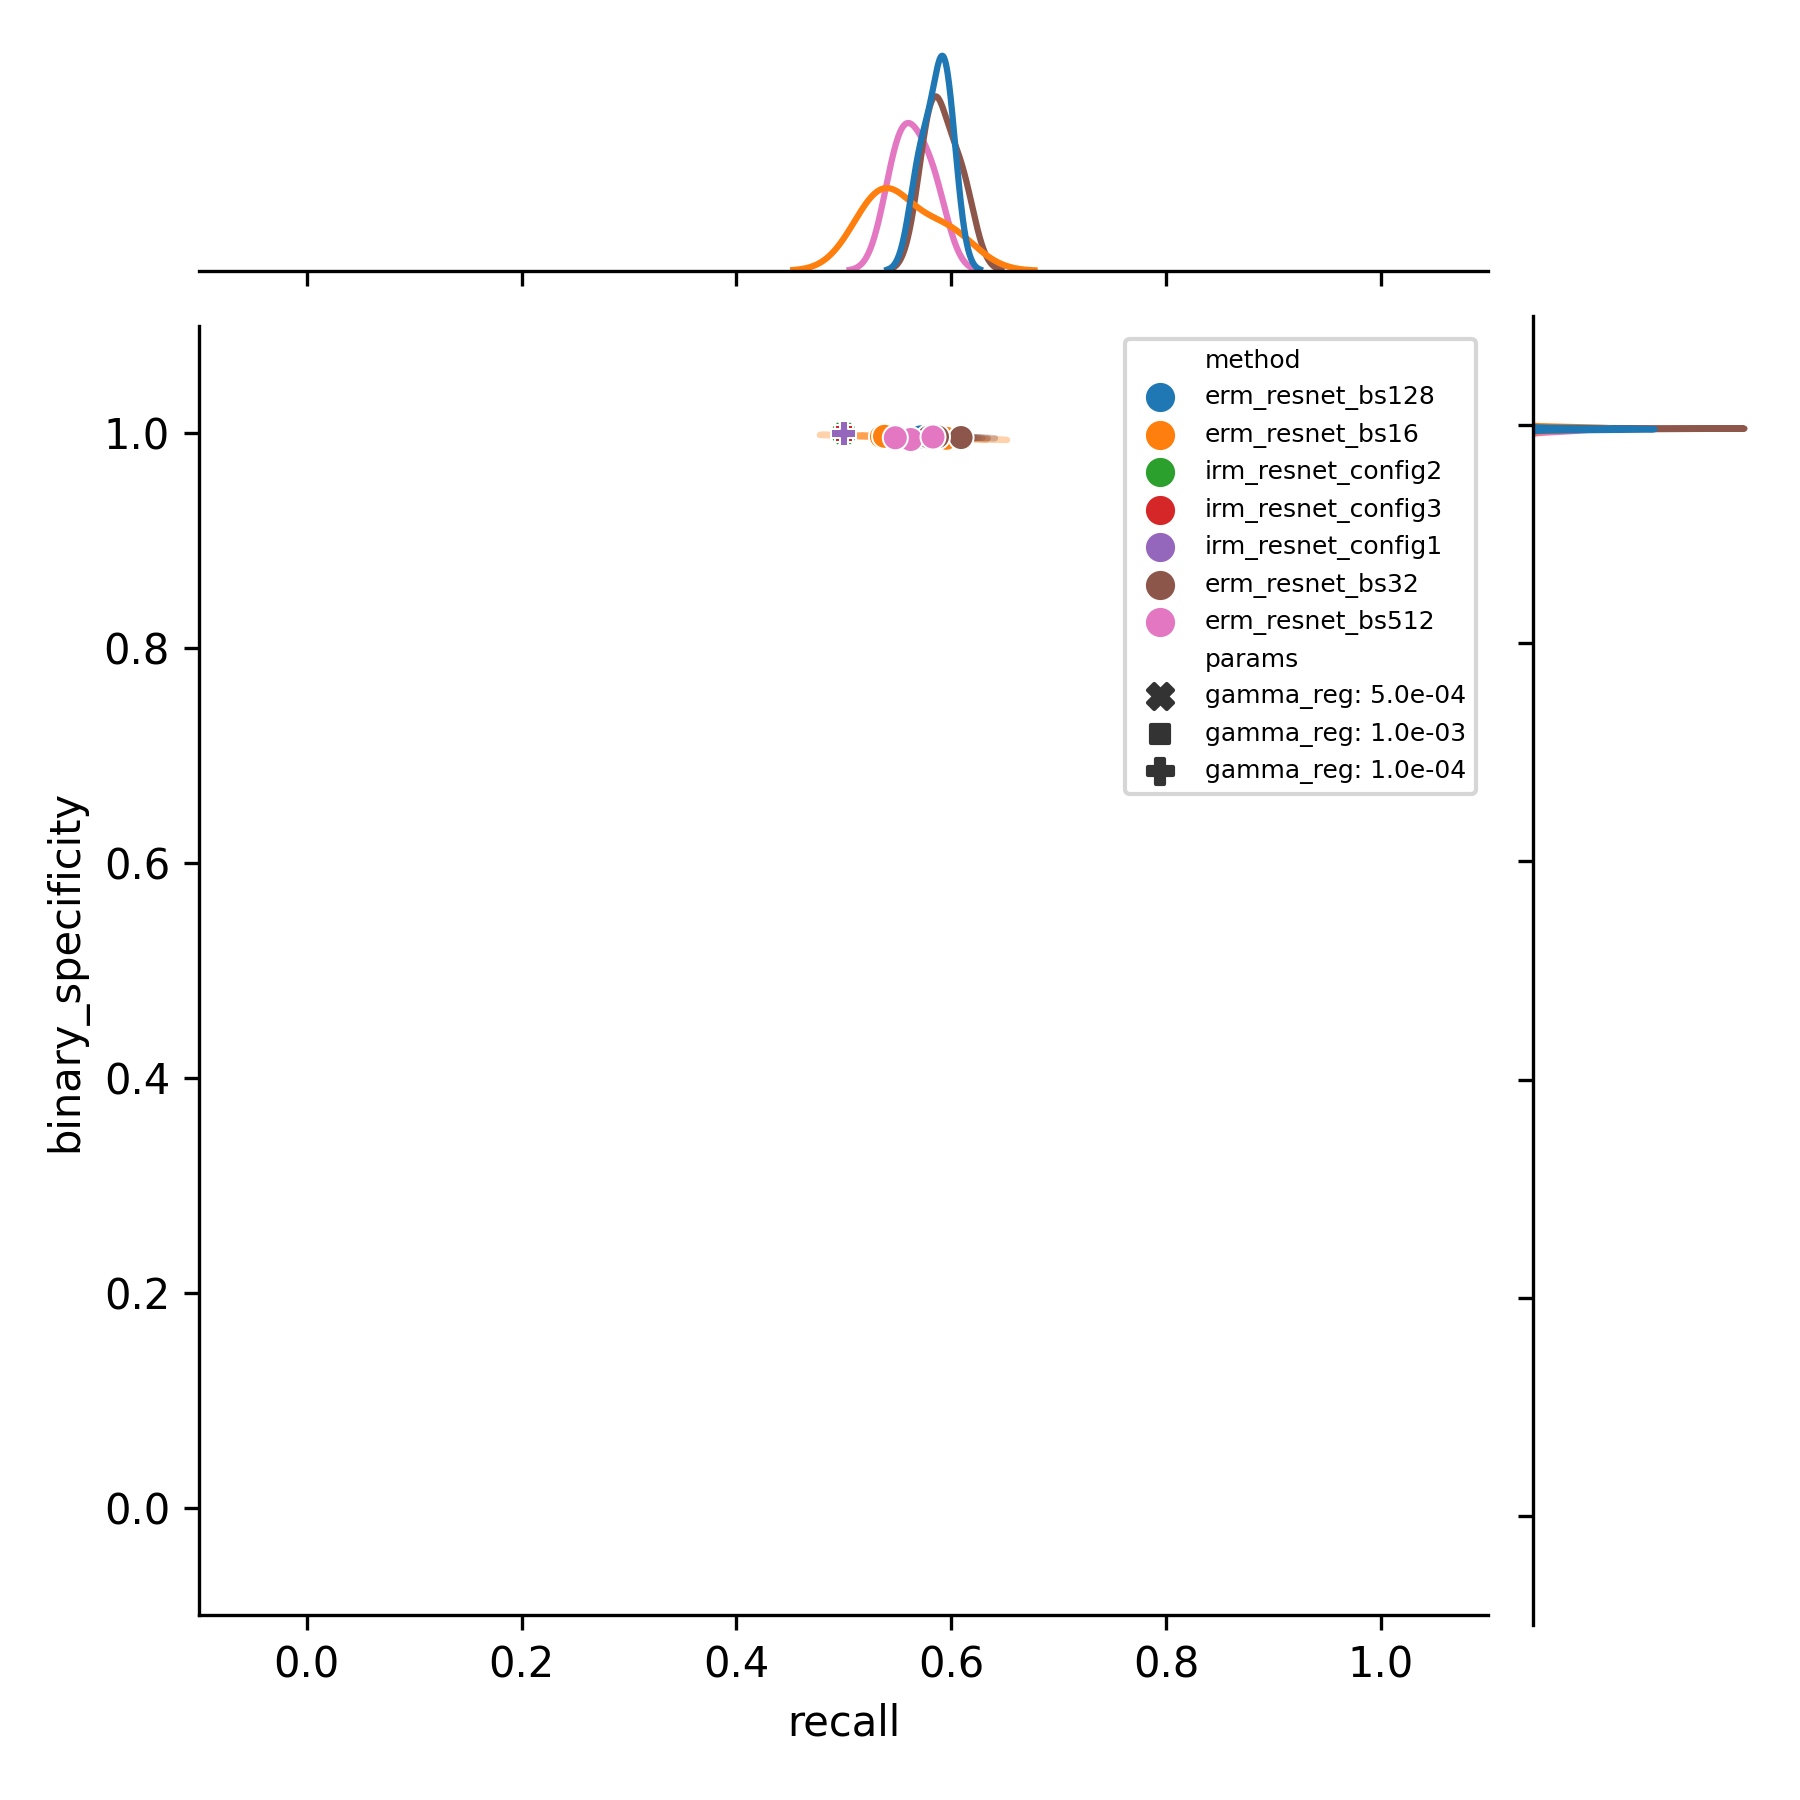 method
erm_resnet_bs128
erm_resnet_bs16
irm_resnet_config2
irm_resnet_config3
irm_resnet_config1
erm_resnet_bs32
erm_resnet_bs512
params
gamma_reg: 5.0e-04
gamma_reg: 1.0e-03
gamma_reg: 1.0e-04
1.0
0.8
0.6
0.4
0.2
0.0
binary_specificity
0.0 0.2 0.4 0.6 0.8 1.0
recall